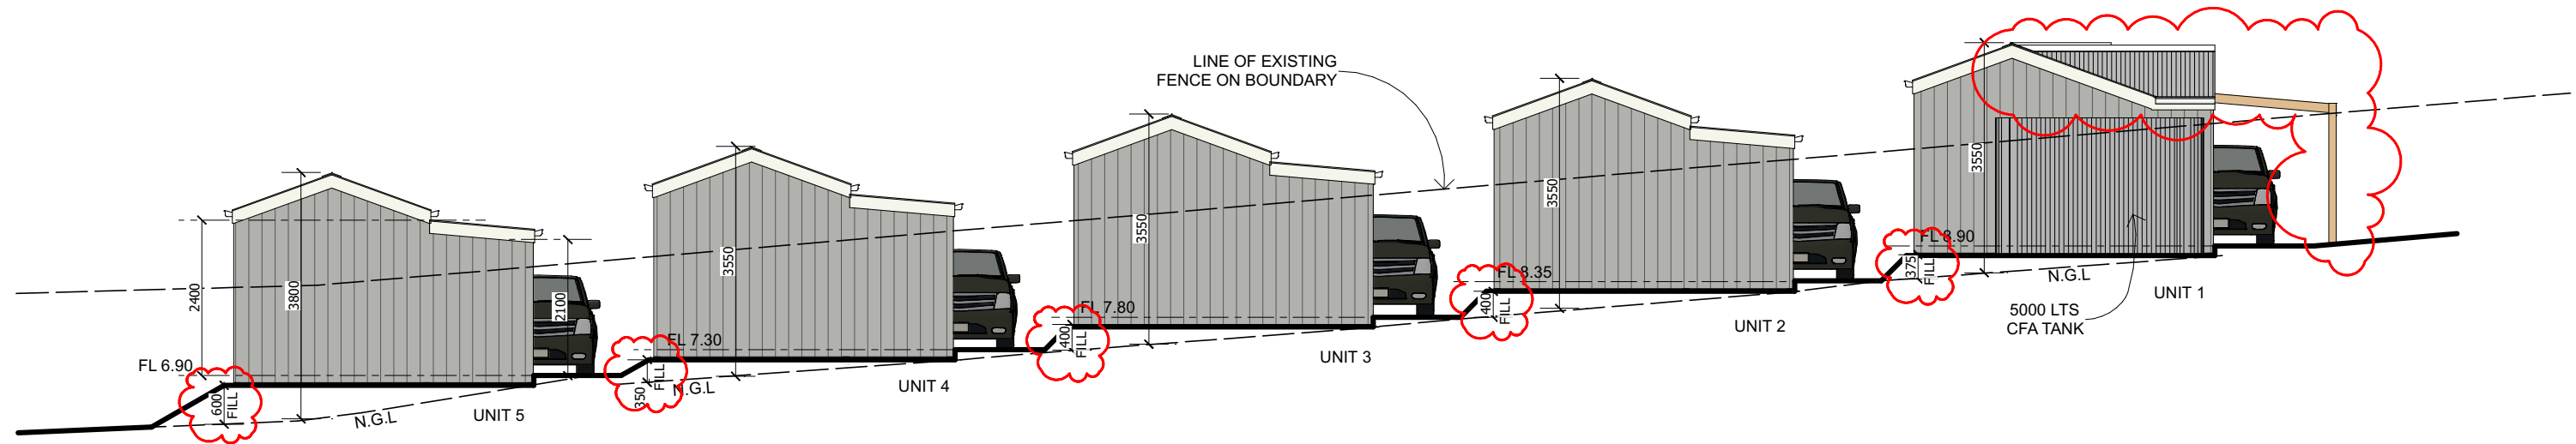 LINE OF EXISTING
FENCE ON BOUNDARY
2400
3800
2100
FL 6.90
600
FILL
N.G.L
UNIT 5
3550
FL 7.30
350
FILL
N.G.L
UNIT 4
3550
FL 7.80
400
FILL
UNIT 3
3550
FL 8.35
400
FILL
UNIT 2
3550
FL 8.90
375
FILL
N.G.L
UNIT 1
5000 LTS
CFA TANK